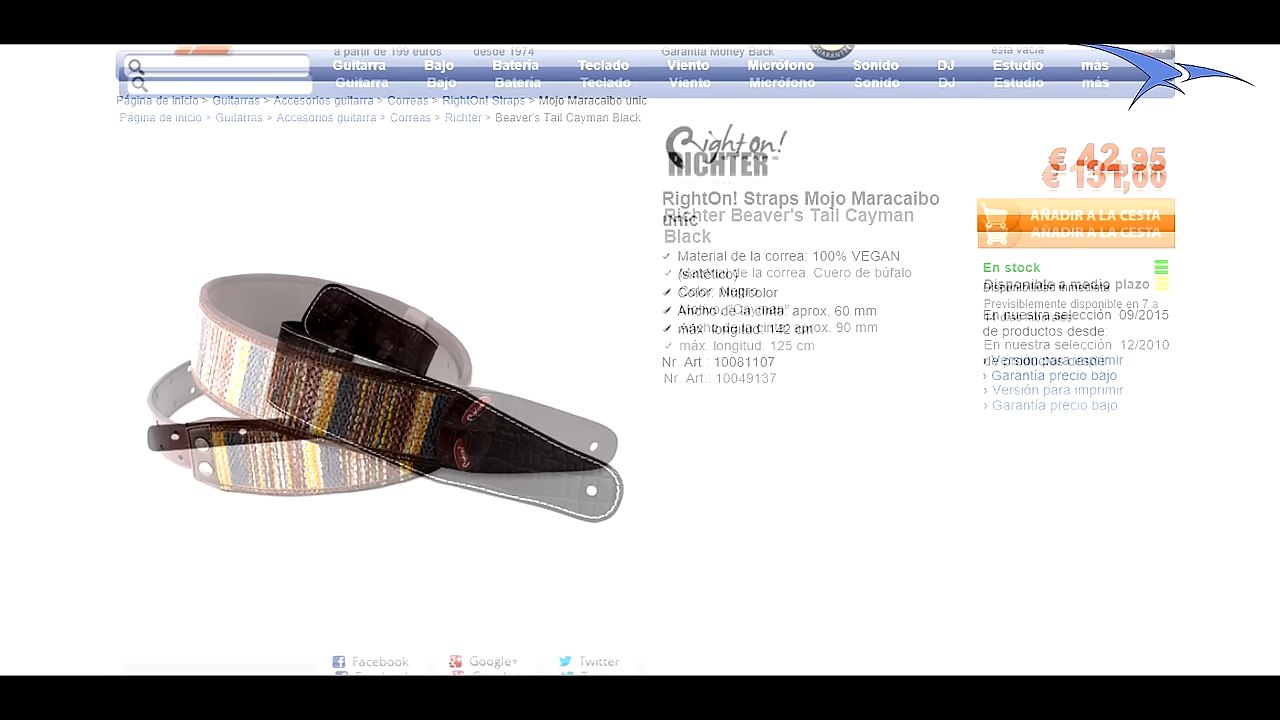 a partir de 199 euros desde 1974 Garantía Money Back está vacía
Guitarra Bajo Batería Teclado Viento Micrófono Sonido DJ Estudio más
Guitarra Bajo Batería Teclado Viento Micrófono Sonido DJ Estudio más
Página de inicio > Guitarras > Accesorios guitarra > Correas > RightOn! Straps > Mojo Maracaibo unic
Página de inicio > Guitarras > Accesorios guitarra > Correas > Richter > Beaver's Tail Cayman Black
Right on!
RICHTER
€ 42,95
€ 151,00
RightOn! Straps Mojo Maracaibo
unic
Richter Beaver's Tail Cayman
Black
AÑADIR A LA CESTA
AÑADIR A LA CESTA
Material de la correa: 100% VEGAN
(sintético)
Material de la correa: Cuero de búfalo
Color: Multicolor
Color: Negro
Ancho de la cinta: aprox. 60 mm
Motivo: "Cayman"
máx. longitud: 142 cm
Ancho de la cinta: aprox. 90 mm
máx. longitud: 125 cm
Nr. Art.: 10081107
Nr. Art.: 10049137
En stock
Disponible a medio plazo
Disponibilidad inmediata
Previsiblemente disponible en 7 a
En nuestra selección 09/2015
de productos desde:
En nuestra selección 12/2010
› Versión para imprimir
› Garantía precio bajo
› Versión para imprimir
› Garantía precio bajo
Facebook Google+ Twitter